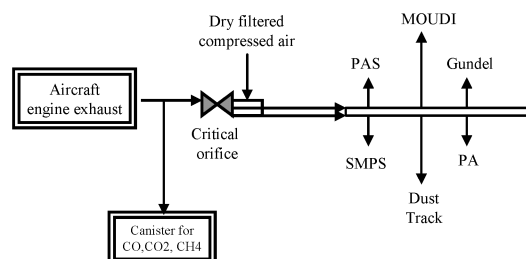 Dry filtered
compressed air
MOUDI
PAS
Gundel
Aircraft
engine exhaust
Critical
orifice
SMPS
PA
Dust
Track
Canister for
CO,CO2, CH4